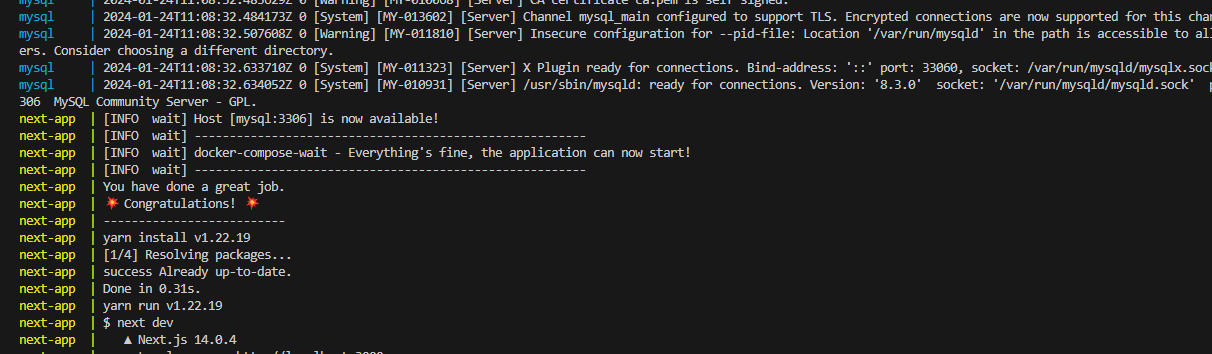 mysql | 2024-01-24T11:08:32.483629Z 0 [Warning] [MY-010068] [Server] CA certificate ca.pem is self signed.
mysql | 2024-01-24T11:08:32.484173Z 0 [System] [MY-013602] [Server] Channel mysql_main configured to support TLS. Encrypted connections are now supported for this chan
mysql | 2024-01-24T11:08:32.507608Z 0 [Warning] [MY-011810] [Server] Insecure configuration for --pid-file: Location '/var/run/mysqld' in the path is accessible to all
ers. Consider choosing a different directory.
mysql | 2024-01-24T11:08:32.633710Z 0 [System] [MY-011323] [Server] X Plugin ready for connections. Bind-address: '::' port: 33060, socket: /var/run/mysqld/mysqlx.sock
mysql | 2024-01-24T11:08:32.634052Z 0 [System] [MY-010931] [Server] /usr/sbin/mysqld: ready for connections. Version: '8.3.0' socket: '/var/run/mysqld/mysqld.sock' p
306 MySQL Community Server - GPL.
next-app | [INFO wait] Host [mysql:3306] is now available!
next-app | [INFO wait] --------------------------------------------------------
next-app | [INFO wait] docker-compose-wait - Everything's fine, the application can now start!
next-app | [INFO wait] --------------------------------------------------------
next-app | You have done a great job.
next-app | 💥 Congratulations! 💥
next-app | --------------------------
next-app | yarn install v1.22.19
next-app | [1/4] Resolving packages...
next-app | success Already up-to-date.
next-app | Done in 0.31s.
next-app | yarn run v1.22.19
next-app | $ next dev
next-app | ▲ Next.js 14.0.4
next-app |